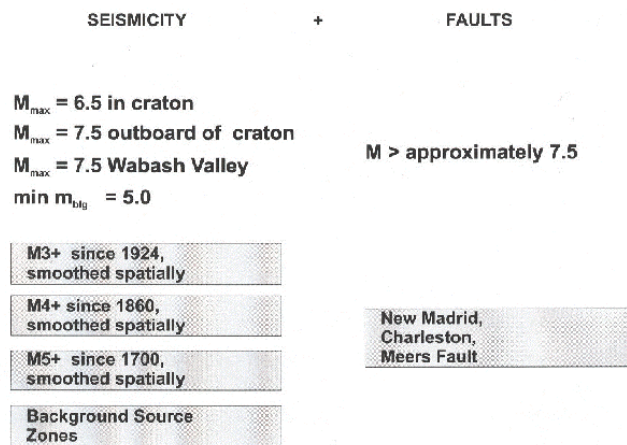 SEISMICITY + FAULTS
Mmax = 6.5 in craton
Mmax = 7.5 outboard of craton
Mmax = 7.5 Wabash Valley
min mblg = 5.0
M > approximately 7.5
M3+ since 1924,
smoothed spatially
M4+ since 1860,
smoothed spatially
M5+ since 1700,
smoothed spatially
Background Source
Zones
New Madrid,
Charleston,
Meers Fault